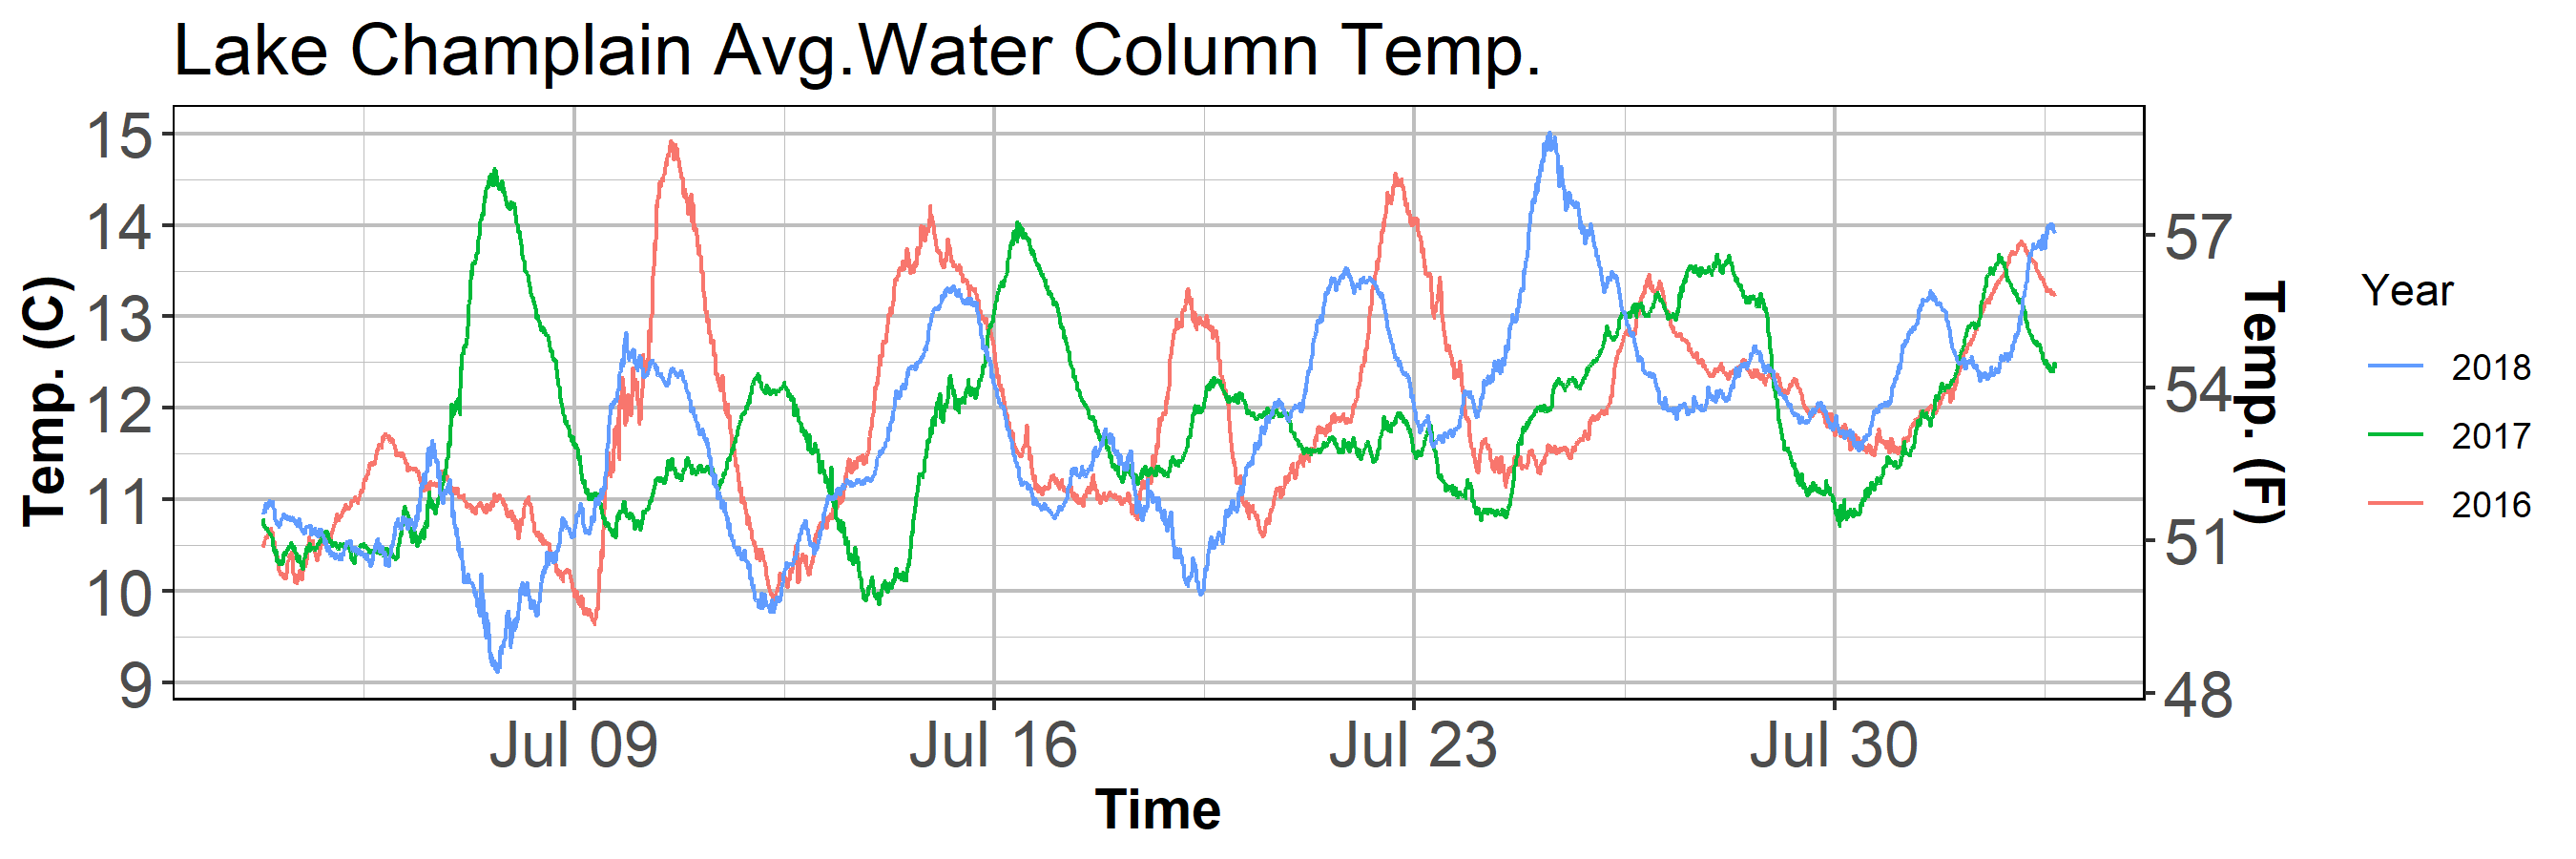 Lake Champlain Avg.Water Column Temp.
Temp. (C)
15
14
13
12
11
10
9
57
54
51
48
Temp. (F)
Jul 09
Jul 16
Jul 23
Jul 30
Time
Year
2018
2017
2016